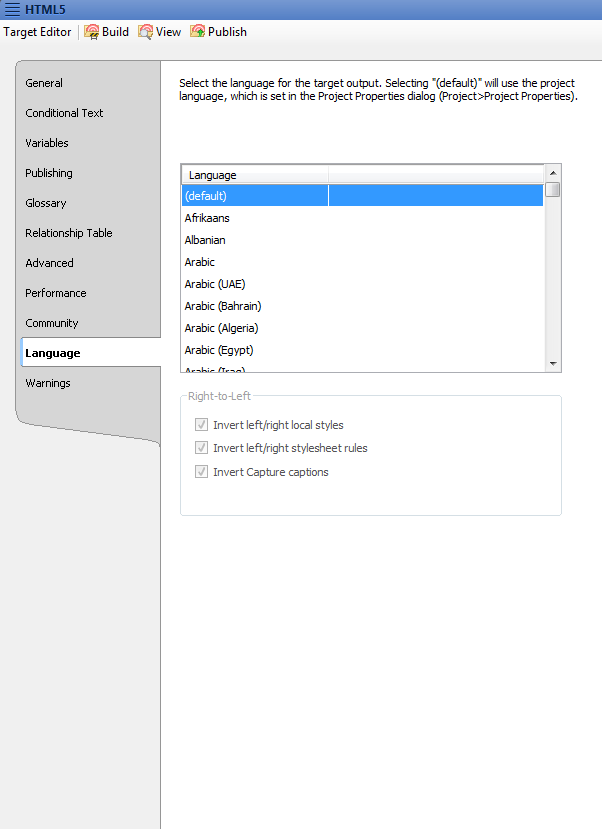 HTML5
Target Editor Build View Publish
General
Conditional Text
Variables
Publishing
Glossary
Relationship Table
Advanced
Performance
Community
Language
Warnings
Select the language for the target output. Selecting "(default)" will use the project
language, which is set in the Project Properties dialog (Project>Project Properties).
Language
(default)
Afrikaans
Albanian
Arabic
Arabic (UAE)
Arabic (Bahrain)
Arabic (Algeria)
Arabic (Egypt)
Arabic (Iraq)
Right-to-Left
Invert left/right local styles
Invert left/right stylesheet rules
Invert Capture captions